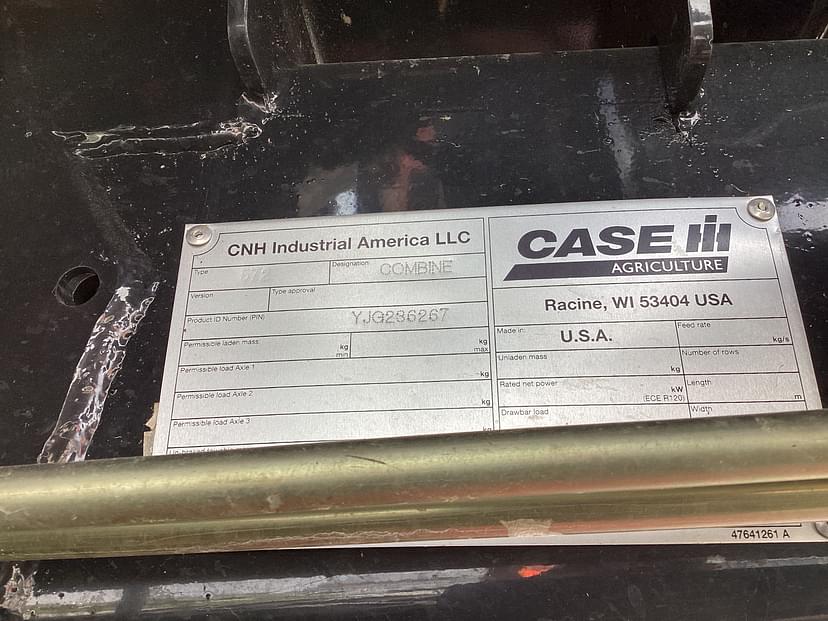 CNH Industrial America LLC
Type
Designation COMBINE
Version Type approval
Product ID Number (PIN) YJG236267
Permissible laden mass kg min kg max
Permissible load Axle 1 kg
Permissible load Axle 2 kg
Permissible load Axle 3 kg
CASE IH
AGRICULTURE
Racine, WI 53404 USA
Made in: U.S.A. Feed rate kg/s
Unladen mass kg Number of rows
Rated net power kW (ECE R120) Length m
Drawbar load Width
47641261 A